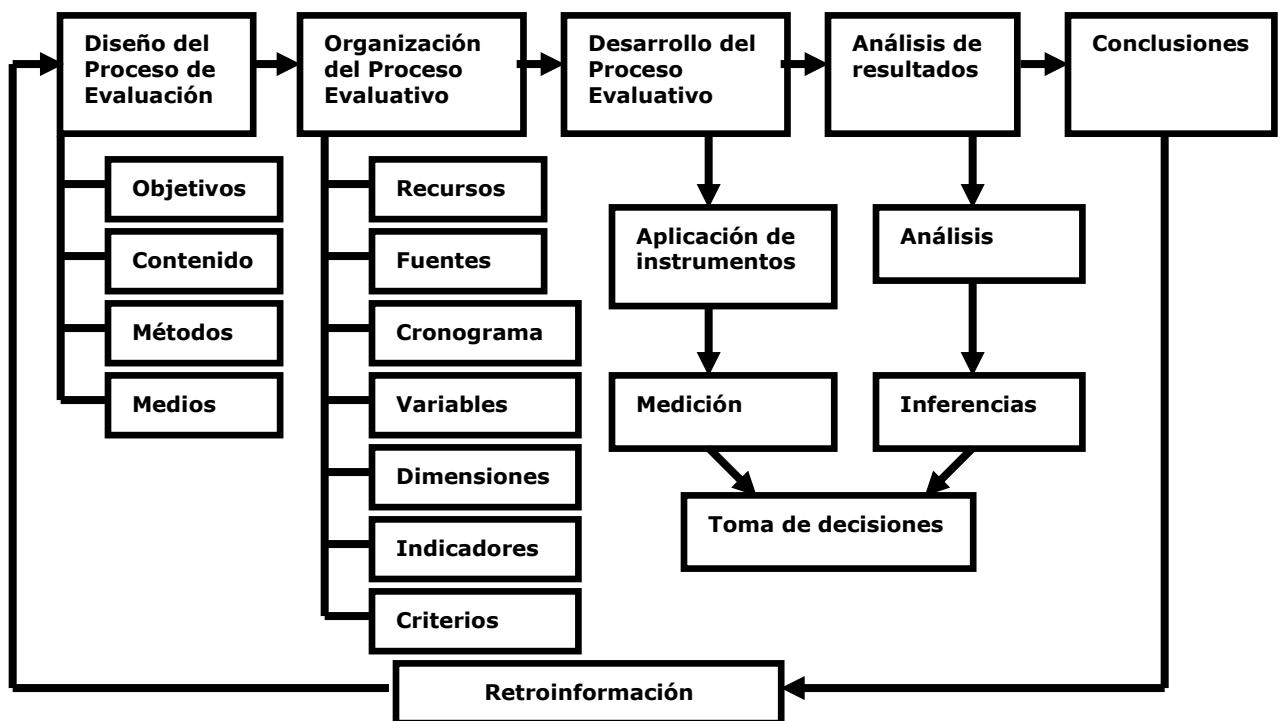 Diseño del
Proceso de
Evaluación
Organización
del Proceso
Evaluativo
Desarrollo del
Proceso
Evaluativo
Análisis de
resultados
Conclusiones
Objetivos
Contenido
Métodos
Medios
Recursos
Fuentes
Cronograma
Variables
Dimensiones
Indicadores
Criterios
Aplicación de
instrumentos
Medición
Análisis
Inferencias
Toma de decisiones
Retroinformación